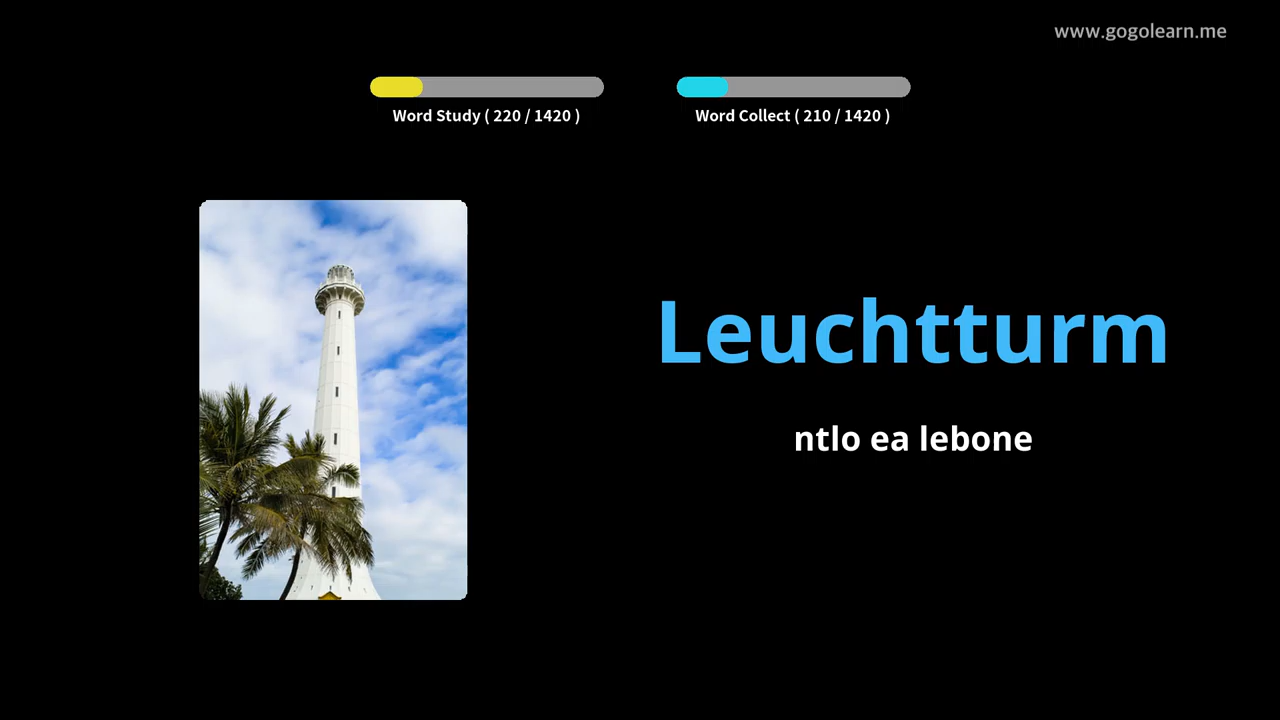 www.gogolearn.me
Word Study ( 220 / 1420 )
Word Collect ( 210 / 1420 )
Leuchtturm
ntlo ea lebone